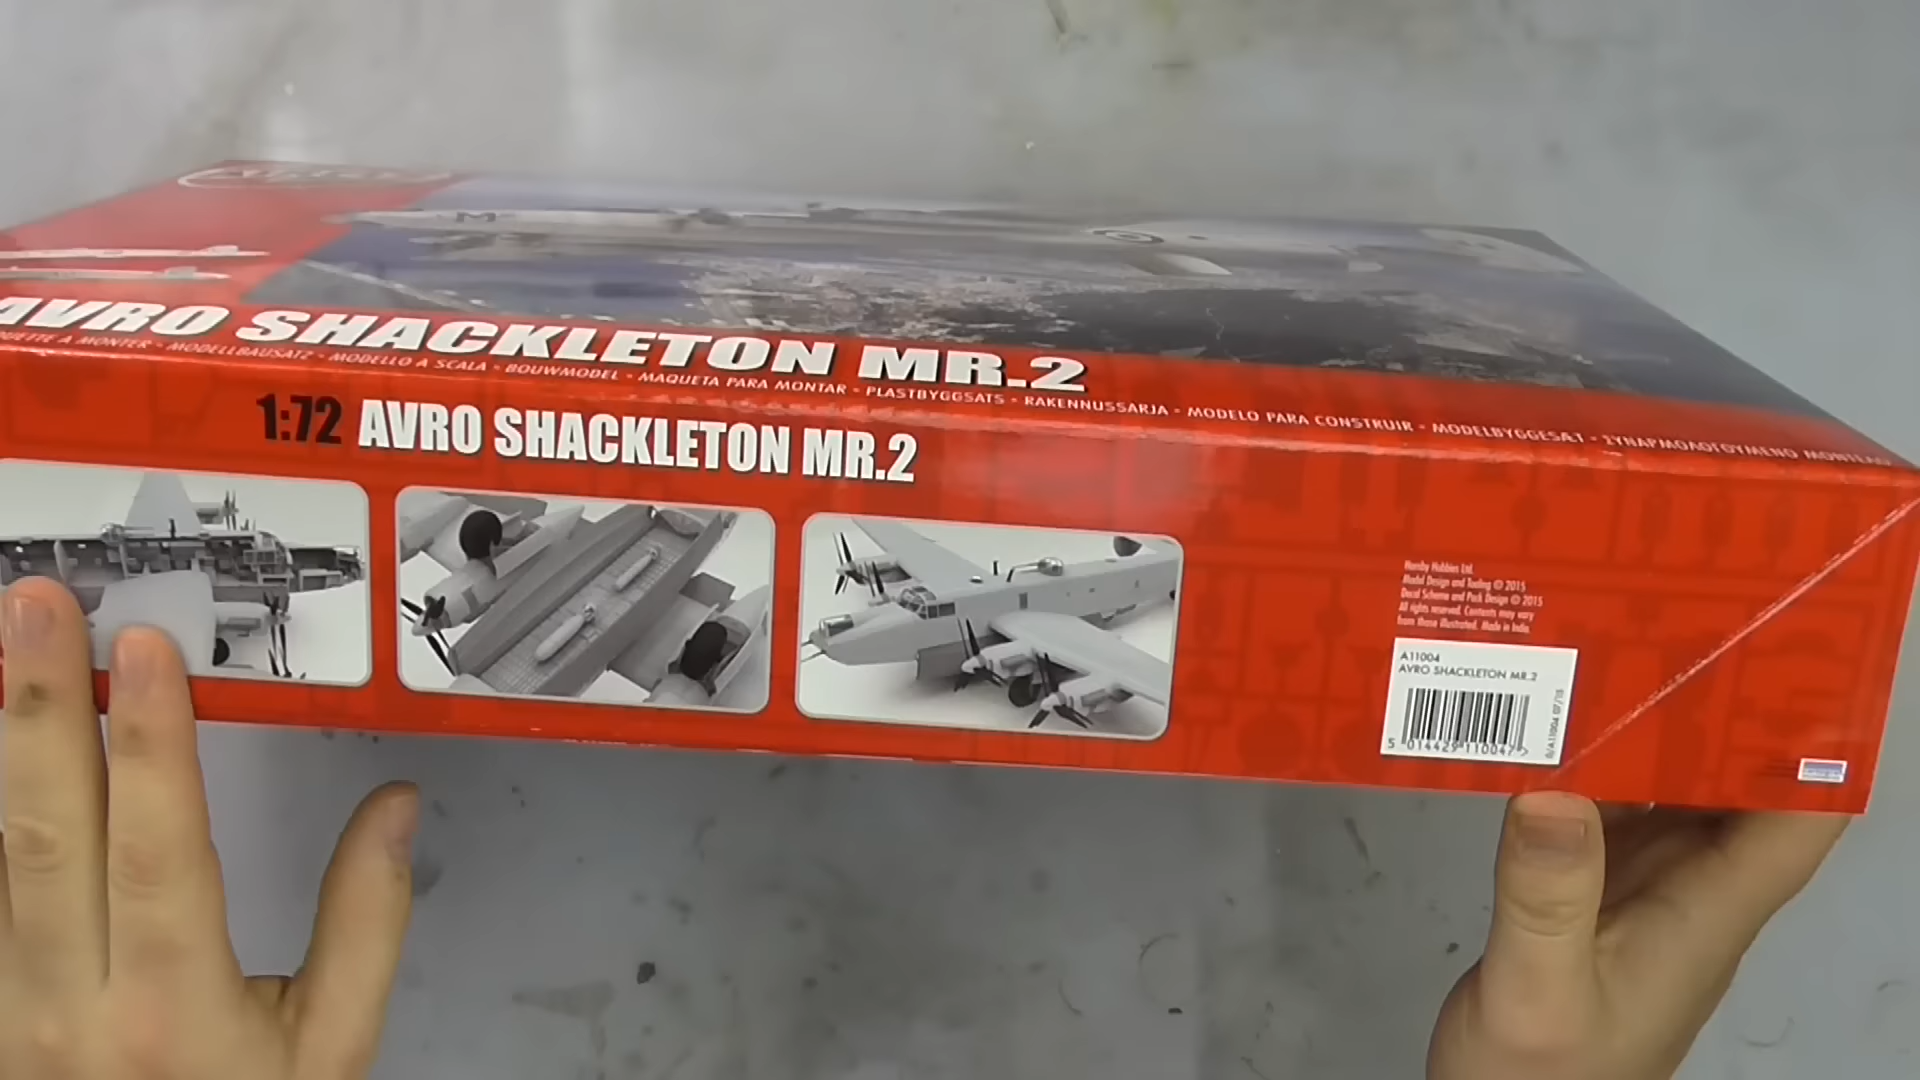 AVRO SHACKLETON MR.2
MODELLBAUSATZ - MODELLO A SCALA - BOUWMODEL - MAQUETA PARA MONTAR - PLASTBYGGSATS - RAKENNUSSARJA - MODELO PARA CONSTRUIR - MODELBYGGESÆT - ΣΥΝΑΡΜΟΛΟΓΟΥΜΕΝΟ ΜΟΝΤΕΛΟ
1:72 AVRO SHACKLETON MR.2
M
Hornby Hobbies Ltd.
Model Design and Tooling © 2015
Decal Scheme and Pack Design © 2015
All rights reserved. Contents may vary
from those illustrated. Made in India.
A11004
AVRO SHACKLETON MR.2
5 014429 110047 >